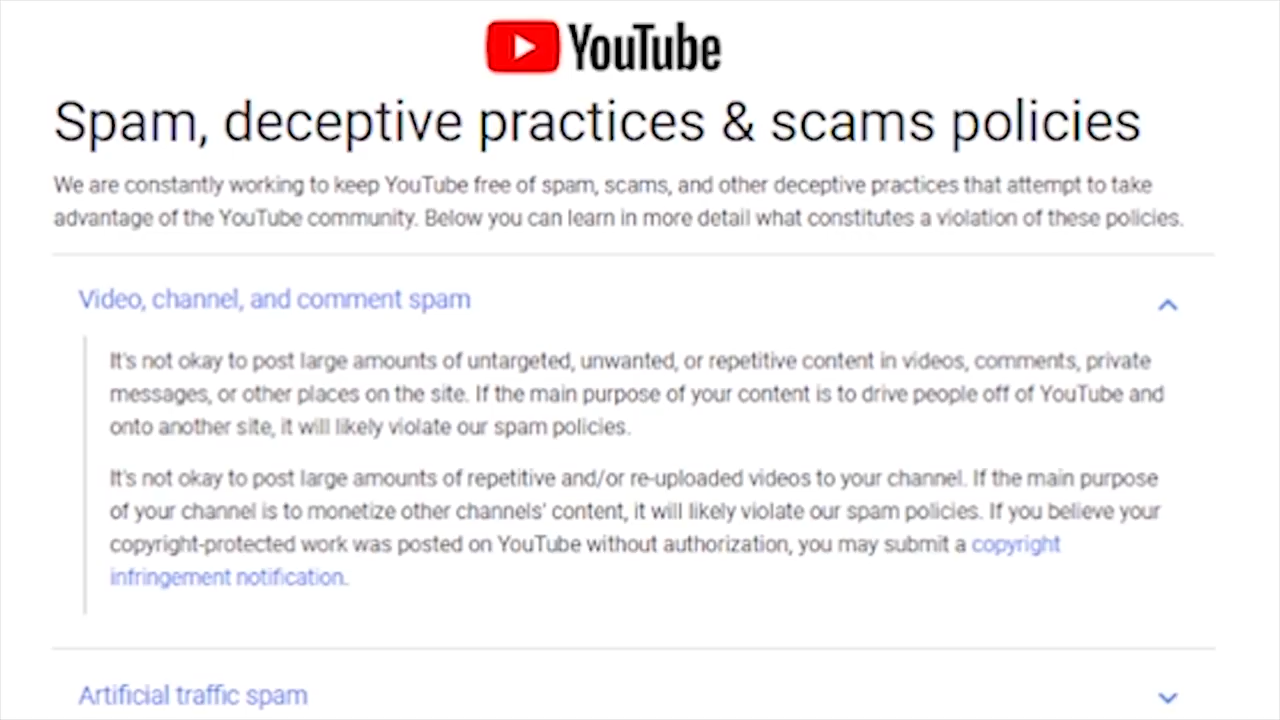 YouTube
Spam, deceptive practices & scams policies
We are constantly working to keep YouTube free of spam, scams, and other deceptive practices that attempt to take
advantage of the YouTube community. Below you can learn in more detail what constitutes a violation of these policies.
Video, channel, and comment spam
It's not okay to post large amounts of untargeted, unwanted, or repetitive content in videos, comments, private
messages, or other places on the site. If the main purpose of your content is to drive people off of YouTube and
onto another site, it will likely violate our spam policies.
It's not okay to post large amounts of repetitive and/or re-uploaded videos to your channel. If the main purpose
of your channel is to monetize other channels' content, it will likely violate our spam policies. If you believe your
copyright-protected work was posted on YouTube without authorization, you may submit a copyright
infringement notification.
Artificial traffic spam